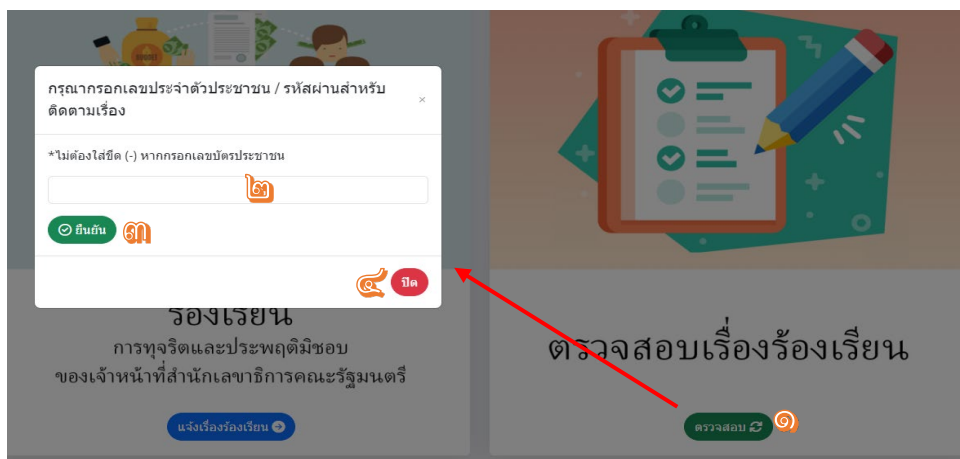 กรุณากรอกเลขประจำตัวประชาชน / รหัสผ่านสำหรับ
ติดตามเรื่อง
×
*ไม่ต้องใส่ขีด (-) หากกรอกเลขบัตรประชาชน
๒
ยืนยัน ๓
๔ ปิด
ร้องเรียน
การทุจริตและประพฤติมิชอบ
ของเจ้าหน้าที่สำนักเลขาธิการคณะรัฐมนตรี
แจ้งเรื่องร้องเรียน
ตรวจสอบเรื่องร้องเรียน
ตรวจสอบ ๑